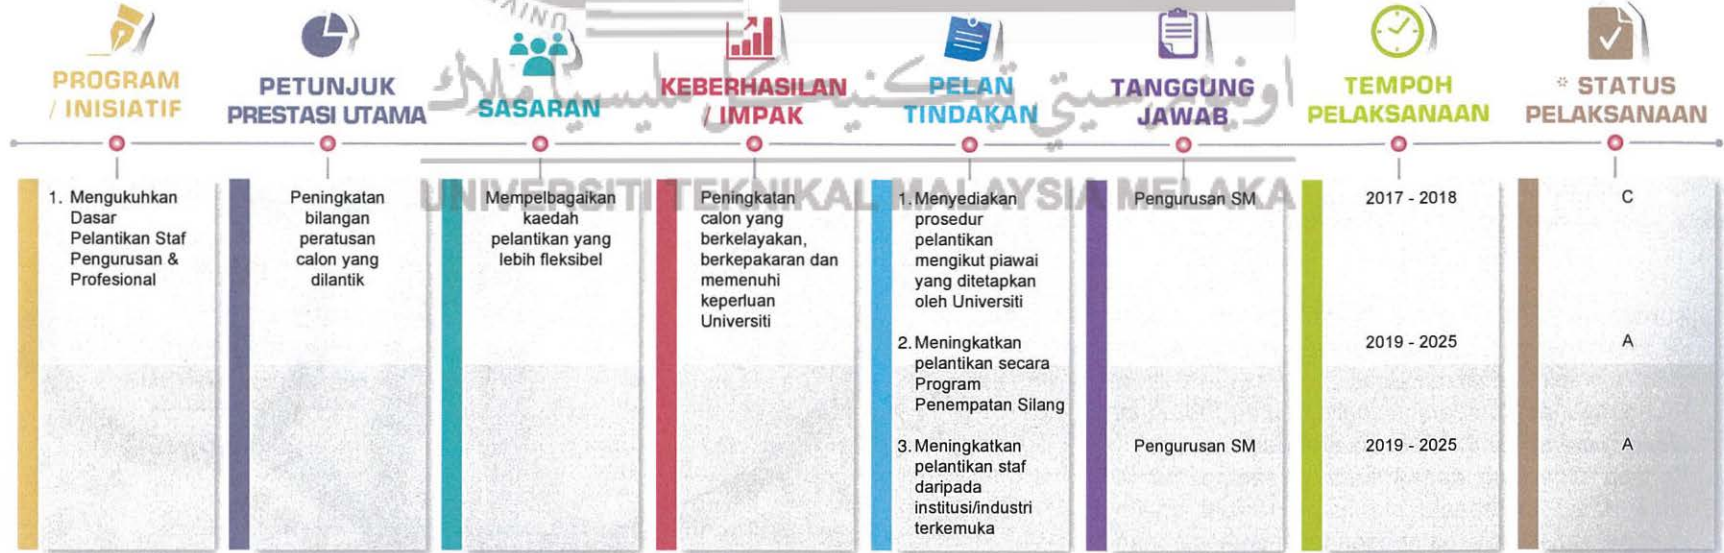 PROGRAM
/ INISIATIF
PETUNJUK
PRESTASI UTAMA
SASARAN
KEBERHASILAN
/ IMPAK
PELAN
TINDAKAN
TANGGUNG
JAWAB
TEMPOH
PELAKSANAAN
* STATUS
PELAKSANAAN
اونيۏرسيتي تيکنيکل مليسيا ملاک
UNIVERSITI TEKNIKAL MALAYSIA MELAKA
1. Mengukuhkan
Dasar
Pelantikan Staf
Pengurusan &
Profesional
Peningkatan
bilangan
peratusan
calon yang
dilantik
Mempelbagaikan
kaedah
pelantikan yang
lebih fleksibel
Peningkatan
calon yang
berkelayakan,
berkepakaran dan
memenuhi
keperluan
Universiti
1. Menyediakan
prosedur
pelantikan
mengikut piawai
yang ditetapkan
oleh Universiti
Pengurusan SM
2017 - 2018
C
2. Meningkatkan
pelantikan secara
Program
Penempatan Silang
2019 - 2025
A
3. Meningkatkan
pelantikan staf
daripada
institusi/industri
terkemuka
Pengurusan SM
2019 - 2025
A